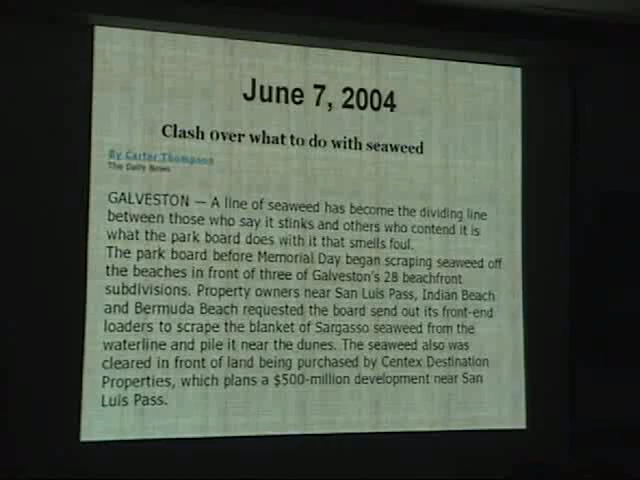 June 7, 2004
Clash over what to do with seaweed
By Carter Thompson
The Daily News
GALVESTON — A line of seaweed has become the dividing line
between those who say it stinks and others who contend it is
what the park board does with it that smells foul.
The park board before Memorial Day began scraping seaweed off
the beaches in front of three of Galveston's 28 beachfront
subdivisions. Property owners near San Luis Pass, Indian Beach
and Bermuda Beach requested the board send out its front-end
loaders to scrape the blanket of Sargasso seaweed from the
waterline and pile it near the dunes. The seaweed also was
cleared in front of land being purchased by Centex Destination
Properties, which plans a $500-million development near San
Luis Pass.